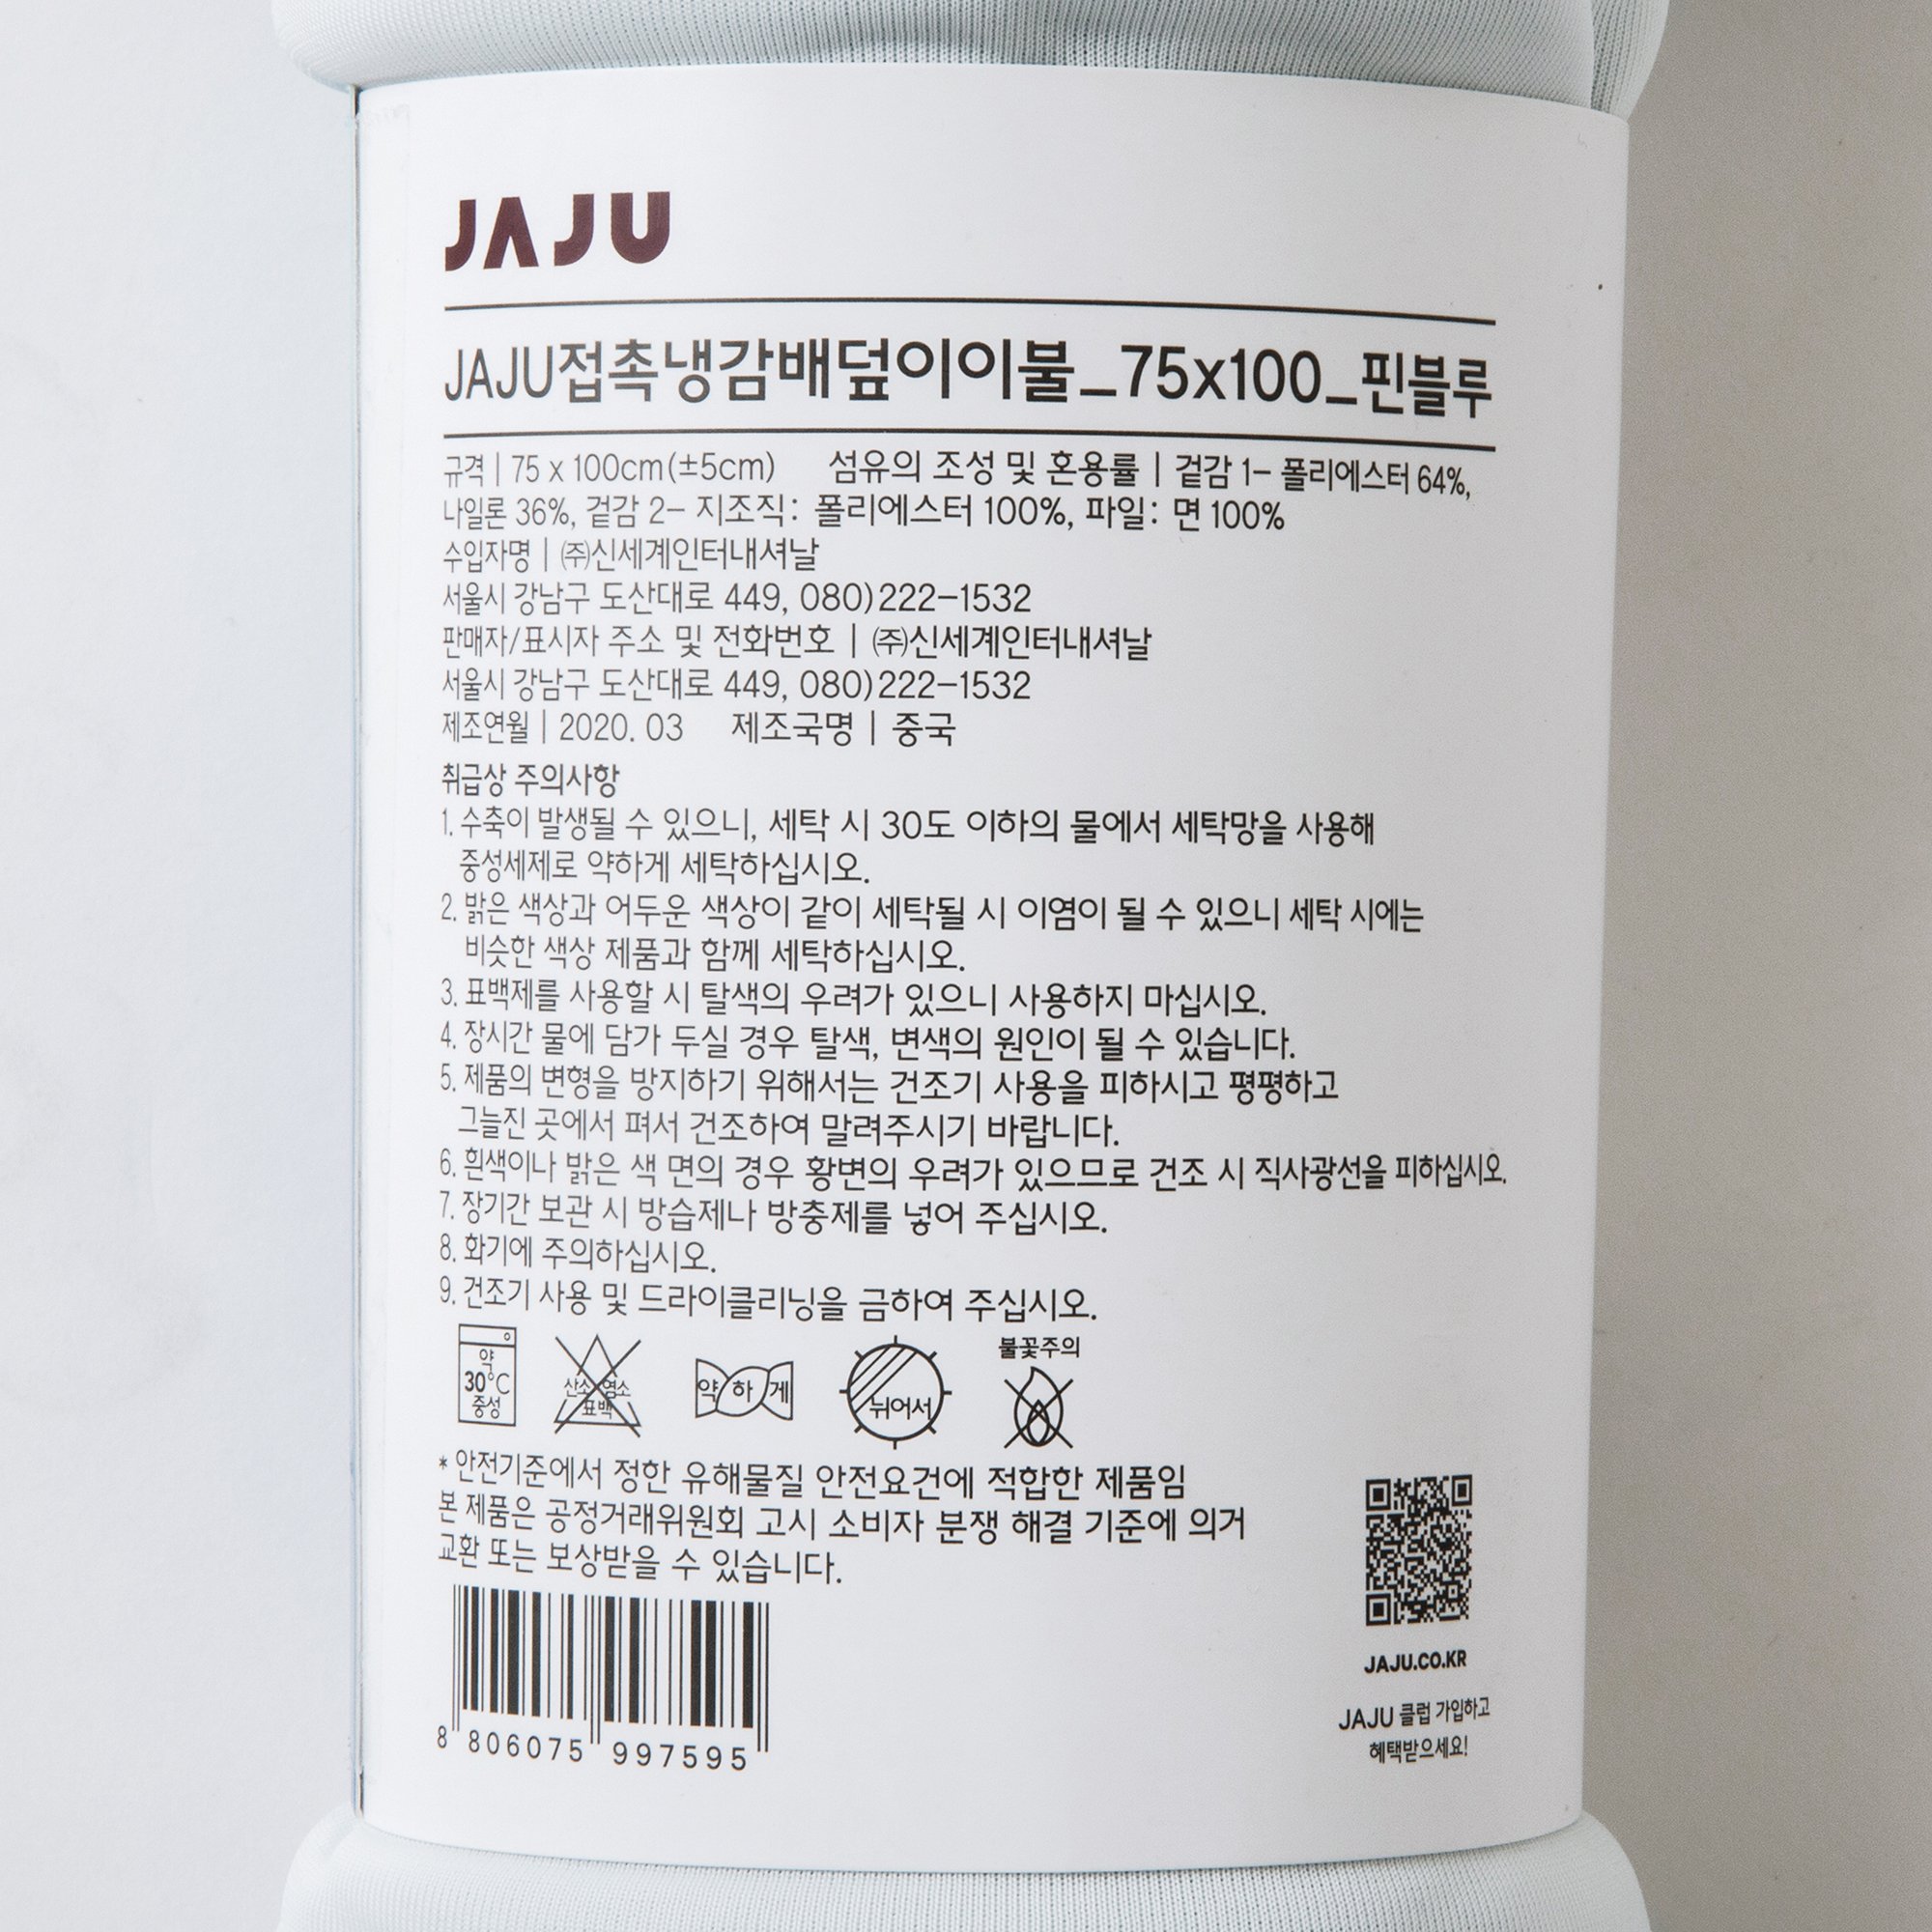 JAJU
JAJU접촉냉감배덮이이불_75x100_핀블루
규격 | 75 x 100cm(±5cm) 섬유의 조성 및 혼용률 | 겉감 1- 폴리에스터 64%,
나일론 36%, 겉감 2- 지조직: 폴리에스터 100%, 파일: 면 100%
수입자명 | ㈜신세계인터내셔날
서울시 강남구 도산대로 449, 080)222-1532
판매자/표시자 주소 및 전화번호 | ㈜신세계인터내셔날
서울시 강남구 도산대로 449, 080)222-1532
제조연월 | 2020. 03 제조국명 | 중국
취급상 주의사항
1. 수축이 발생될 수 있으니, 세탁 시 30도 이하의 물에서 세탁망을 사용해
중성세제로 약하게 세탁하십시오.
2. 밝은 색상과 어두운 색상이 같이 세탁될 시 이염이 될 수 있으니 세탁 시에는
비슷한 색상 제품과 함께 세탁하십시오.
3. 표백제를 사용할 시 탈색의 우려가 있으니 사용하지 마십시오.
4. 장시간 물에 담가 두실 경우 탈색, 변색의 원인이 될 수 있습니다.
5. 제품의 변형을 방지하기 위해서는 건조기 사용을 피하시고 평평하고
그늘진 곳에서 펴서 건조하여 말려주시기 바랍니다.
6. 흰색이나 밝은 색 면의 경우 황변의 우려가 있으므로 건조 시 직사광선을 피하십시오.
7. 장기간 보관 시 방습제나 방충제를 넣어 주십시오.
8. 화기에 주의하십시오.
9. 건조기 사용 및 드라이클리닝을 금하여 주십시오.
불꽃주의
약
30°C
중성
산소 염소
표백
약 하 게
뉘어서
* 안전기준에서 정한 유해물질 안전요건에 적합한 제품임
본 제품은 공정거래위원회 고시 소비자 분쟁 해결 기준에 의거
교환 또는 보상받을 수 있습니다.
8 806075 997595
JAJU.CO.KR
JAJU 클럽 가입하고
혜택받으세요!